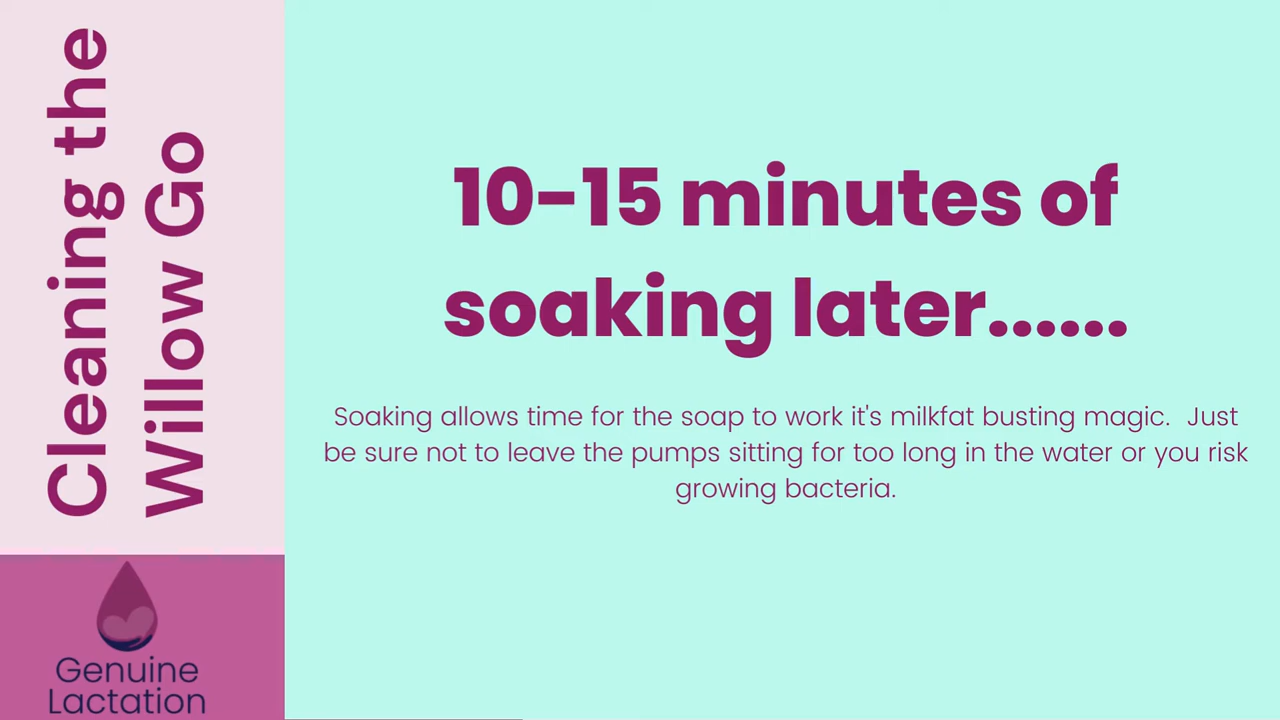 Cleaning the
Willow Go
10-15 minutes of
soaking later......
Soaking allows time for the soap to work it's milkfat busting magic.  Just
be sure not to leave the pumps sitting for too long in the water or you risk
growing bacteria.
Genuine
Lactation